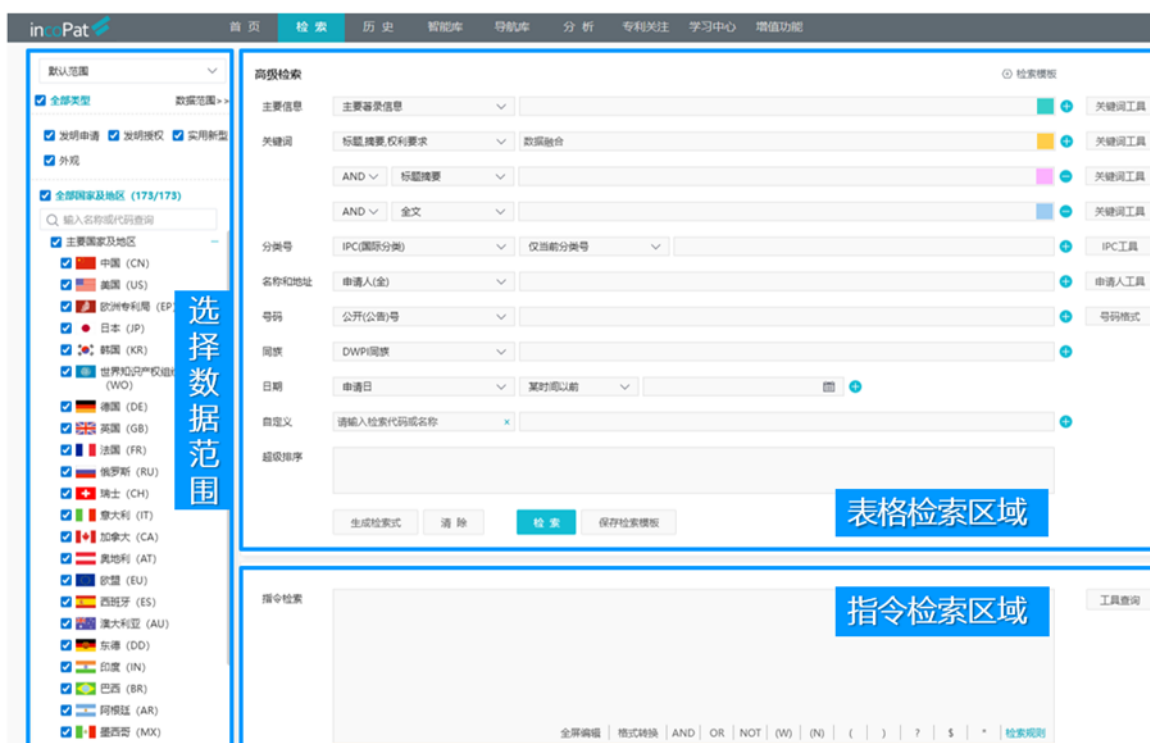 incoPat
首 页 检 索 历 史 智能库 导航库 分 析 专利关注 学习中心 增值功能
默认范围
全部类型 数据范围>>
发明申请 发明授权 实用新型
外观
全部国家及地区 (173/173)
输入名称或代码查询
主要国家及地区
中国 (CN)
美国 (US)
欧洲专利局 (EP)
日本 (JP)
韩国 (KR)
世界知识产权组织
(WO)
德国 (DE)
英国 (GB)
法国 (FR)
俄罗斯 (RU)
瑞士 (CH)
意大利 (IT)
加拿大 (CA)
奥地利 (AT)
欧盟 (EU)
西班牙 (ES)
澳大利亚 (AU)
东德 (DD)
印度 (IN)
巴西 (BR)
阿根廷 (AR)
墨西哥 (MX)
选择数据范围
高级检索 检索模板
主要信息 主要著录信息 关键词工具
关键词 标题,摘要,权利要求 数据融合 关键词工具
AND 标题摘要 关键词工具
AND 全文 关键词工具
分类号 IPC(国际分类) 仅当前分类号 IPC工具
名称和地址 申请人(全) 申请人工具
号码 公开(公告)号 号码格式
同族 DWPI同族
日期 申请日 某时间以前
自定义 请输入检索代码或名称 ×
超级排序
表格检索区域
生成检索式 清 除 检 索 保存检索模板
指令检索 工具查询
指令检索区域
全屏编辑 | 格式转换 | AND | OR | NOT | (W) | (N) | ( | ) | ? | $ | * | 检索规则